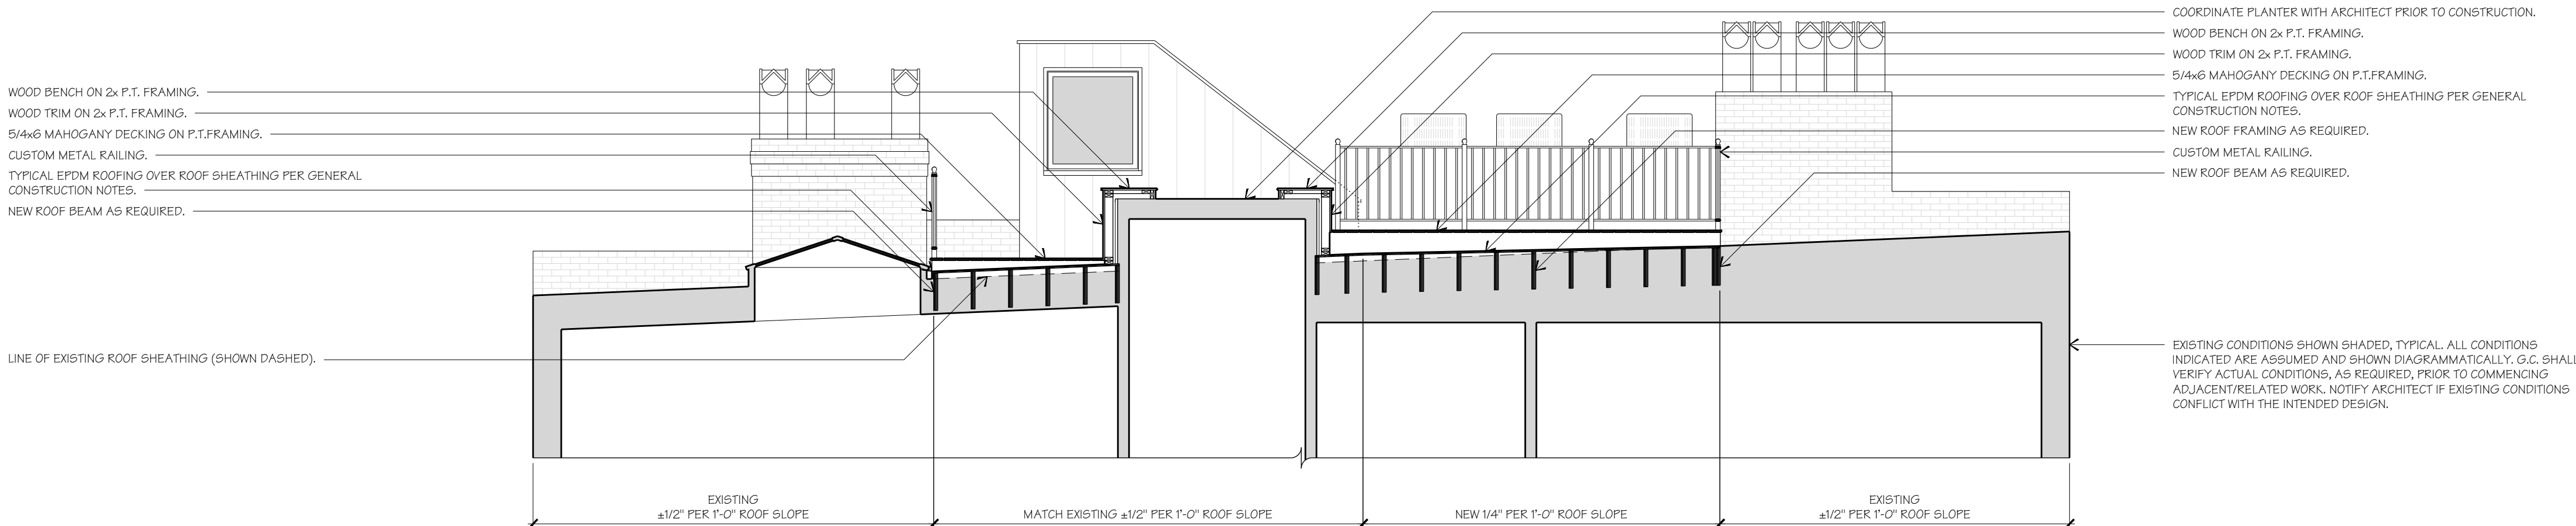 WOOD BENCH ON 2x P.T. FRAMING.
WOOD TRIM ON 2x P.T. FRAMING.
5/4x6 MAHOGANY DECKING ON P.T.FRAMING.
CUSTOM METAL RAILING.
TYPICAL EPDM ROOFING OVER ROOF SHEATHING PER GENERAL
CONSTRUCTION NOTES.
NEW ROOF BEAM AS REQUIRED.
LINE OF EXISTING ROOF SHEATHING (SHOWN DASHED).
COORDINATE PLANTER WITH ARCHITECT PRIOR TO CONSTRUCTION.
WOOD BENCH ON 2x P.T. FRAMING.
WOOD TRIM ON 2x P.T. FRAMING.
5/4x6 MAHOGANY DECKING ON P.T.FRAMING.
TYPICAL EPDM ROOFING OVER ROOF SHEATHING PER GENERAL
CONSTRUCTION NOTES.
NEW ROOF FRAMING AS REQUIRED.
CUSTOM METAL RAILING.
NEW ROOF BEAM AS REQUIRED.
EXISTING CONDITIONS SHOWN SHADED, TYPICAL. ALL CONDITIONS
INDICATED ARE ASSUMED AND SHOWN DIAGRAMMATICALLY. G.C. SHALL
VERIFY ACTUAL CONDITIONS, AS REQUIRED, PRIOR TO COMMENCING
ADJACENT/RELATED WORK. NOTIFY ARCHITECT IF EXISTING CONDITIONS
CONFLICT WITH THE INTENDED DESIGN.
EXISTING
±1/2" PER 1'-0" ROOF SLOPE
MATCH EXISTING ±1/2" PER 1'-0" ROOF SLOPE
NEW 1/4" PER 1'-0" ROOF SLOPE
EXISTING
±1/2" PER 1'-0" ROOF SLOPE